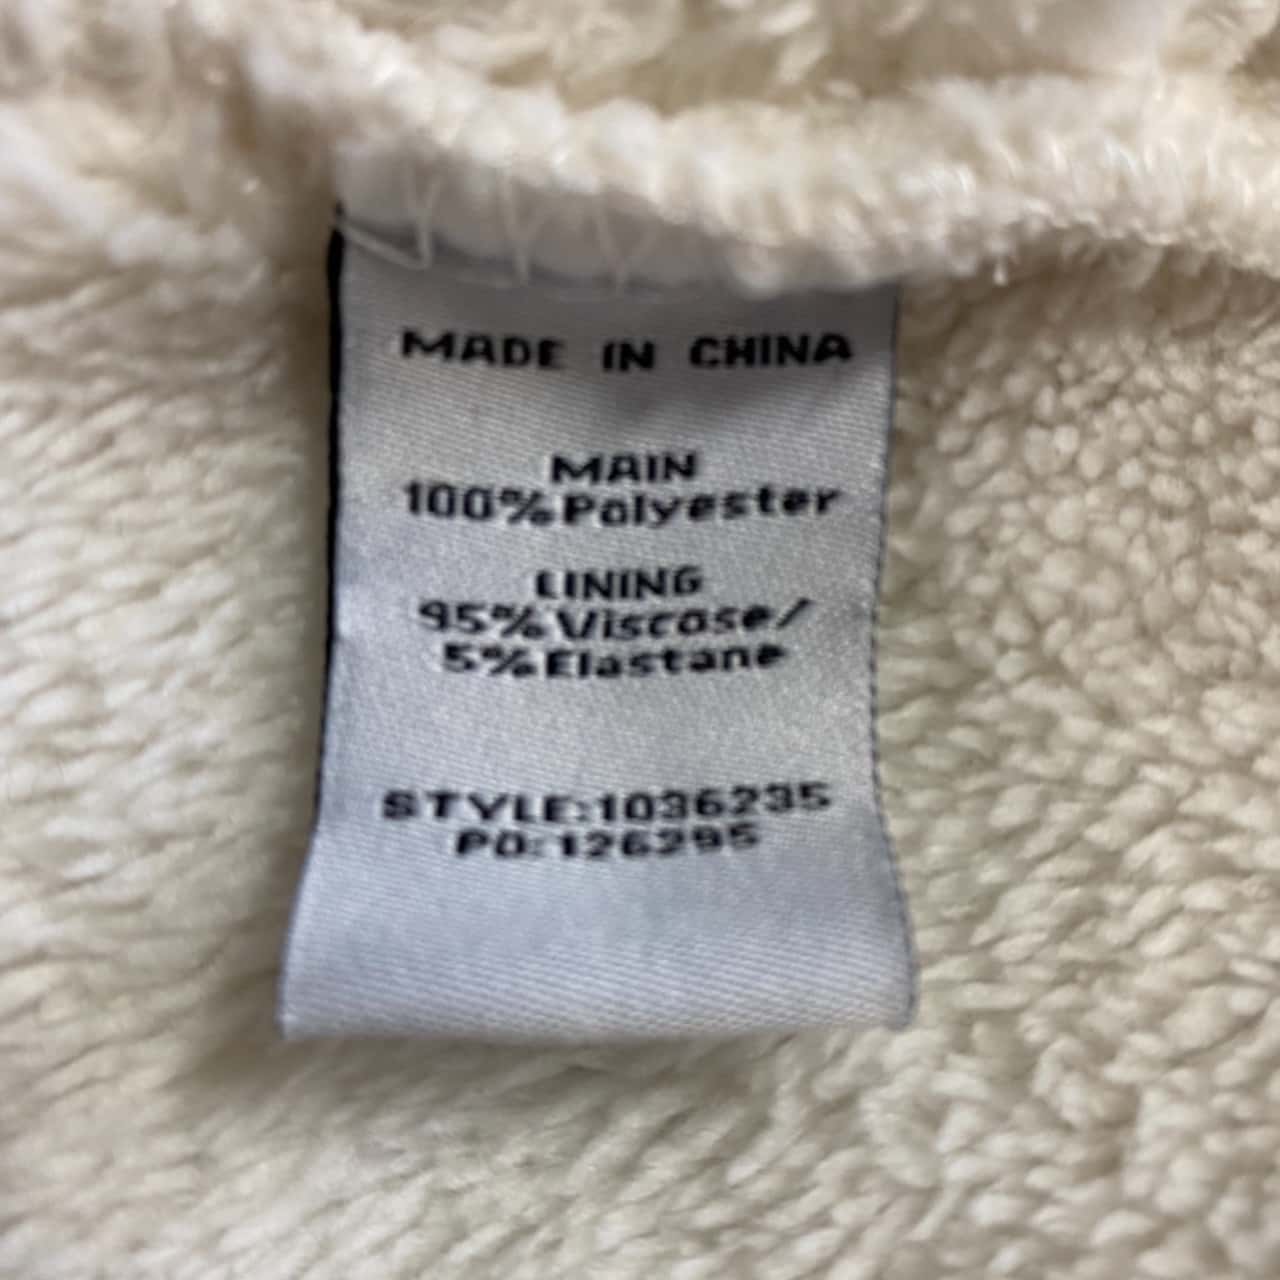 MADE IN CHINA
MAIN
100%Polyester
LINING
95%Viscose/
5%Elastane
STYLE:1036235
PO:126295